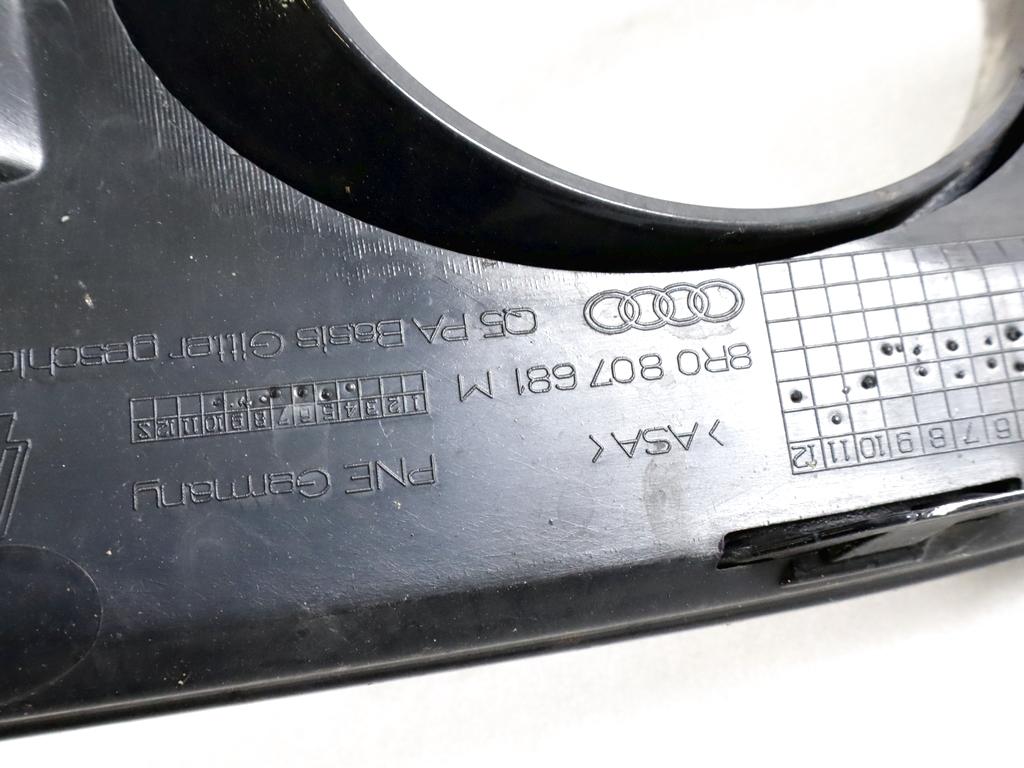 PNE Germany
>ASA<
6 7 8 9 10 11 12
1 2 3 4 5 6 7 8 9 10 11 12
8R0 807 681 M
Q5 PA Basis Gitter